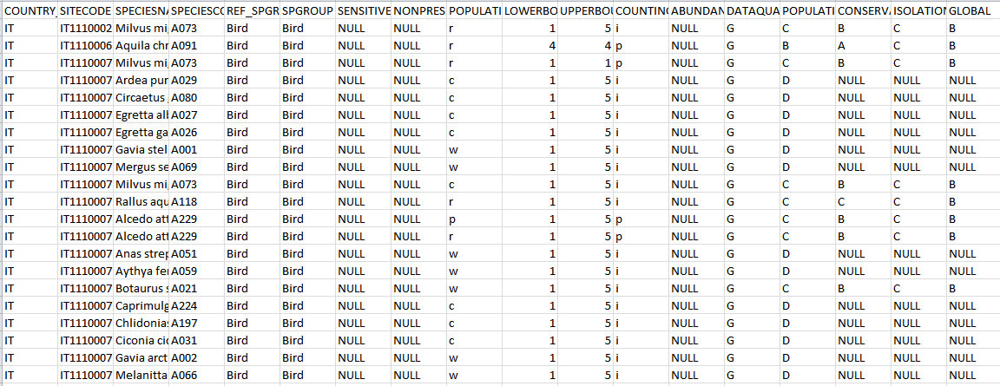 COUNTRY_ SITECODE SPECIESNA SPECIESCO REF_SPGR SPGROUP SENSITIVE NONPRES POPULATI LOWERBO UPPERBOU COUNTING ABUNDAN DATAQUA POPULATI CONSERVA ISOLATION GLOBAL
IT IT1110002 Milvus mi A073 Bird Bird NULL NULL r 1 5 i NULL G C B C B
IT IT1110006 Aquila chr A091 Bird Bird NULL NULL r 4 4 p NULL G B A C B
IT IT1110007 Milvus mi A073 Bird Bird NULL NULL r 1 1 p NULL G C B C B
IT IT1110007 Ardea pur A029 Bird Bird NULL NULL c 1 5 i NULL G D NULL NULL NULL
IT IT1110007 Circaetus A080 Bird Bird NULL NULL c 1 5 i NULL G D NULL NULL NULL
IT IT1110007 Egretta alb A027 Bird Bird NULL NULL c 1 5 i NULL G D NULL NULL NULL
IT IT1110007 Egretta ga A026 Bird Bird NULL NULL c 1 5 i NULL G D NULL NULL NULL
IT IT1110007 Gavia stel A001 Bird Bird NULL NULL w 1 5 i NULL G D NULL NULL NULL
IT IT1110007 Mergus se A069 Bird Bird NULL NULL w 1 5 i NULL G D NULL NULL NULL
IT IT1110007 Milvus mi A073 Bird Bird NULL NULL c 1 5 i NULL G C B C B
IT IT1110007 Rallus aqu A118 Bird Bird NULL NULL r 1 5 i NULL G C C C B
IT IT1110007 Alcedo att A229 Bird Bird NULL NULL p 1 5 p NULL G C B C B
IT IT1110007 Alcedo att A229 Bird Bird NULL NULL r 1 5 p NULL G C B C B
IT IT1110007 Anas strep A051 Bird Bird NULL NULL w 1 5 i NULL G D NULL NULL NULL
IT IT1110007 Aythya fer A059 Bird Bird NULL NULL w 1 5 i NULL G D NULL NULL NULL
IT IT1110007 Botaurus s A021 Bird Bird NULL NULL w 1 5 i NULL G C B C B
IT IT1110007 Caprimulg A224 Bird Bird NULL NULL c 1 5 i NULL G D NULL NULL NULL
IT IT1110007 Chlidonias A197 Bird Bird NULL NULL c 1 5 i NULL G D NULL NULL NULL
IT IT1110007 Ciconia cic A031 Bird Bird NULL NULL c 1 5 i NULL G D NULL NULL NULL
IT IT1110007 Gavia arct A002 Bird Bird NULL NULL w 1 5 i NULL G D NULL NULL NULL
IT IT1110007 Melanitta A066 Bird Bird NULL NULL w 1 5 i NULL G D NULL NULL NULL